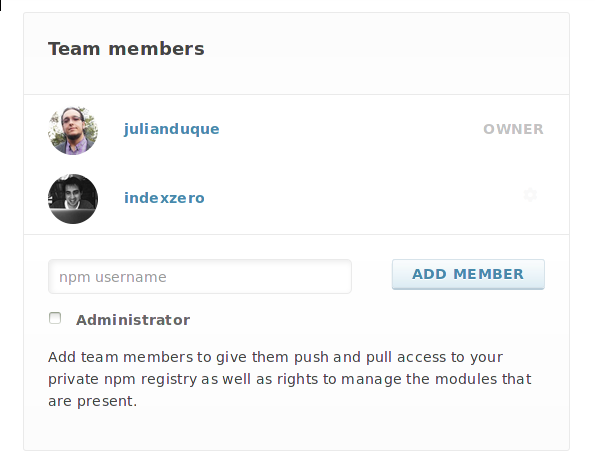 Team members
julianduque
OWNER
indexzero
npm username
ADD MEMBER
Administrator
Add team members to give them push and pull access to your
private npm registry as well as rights to manage the modules that
are present.